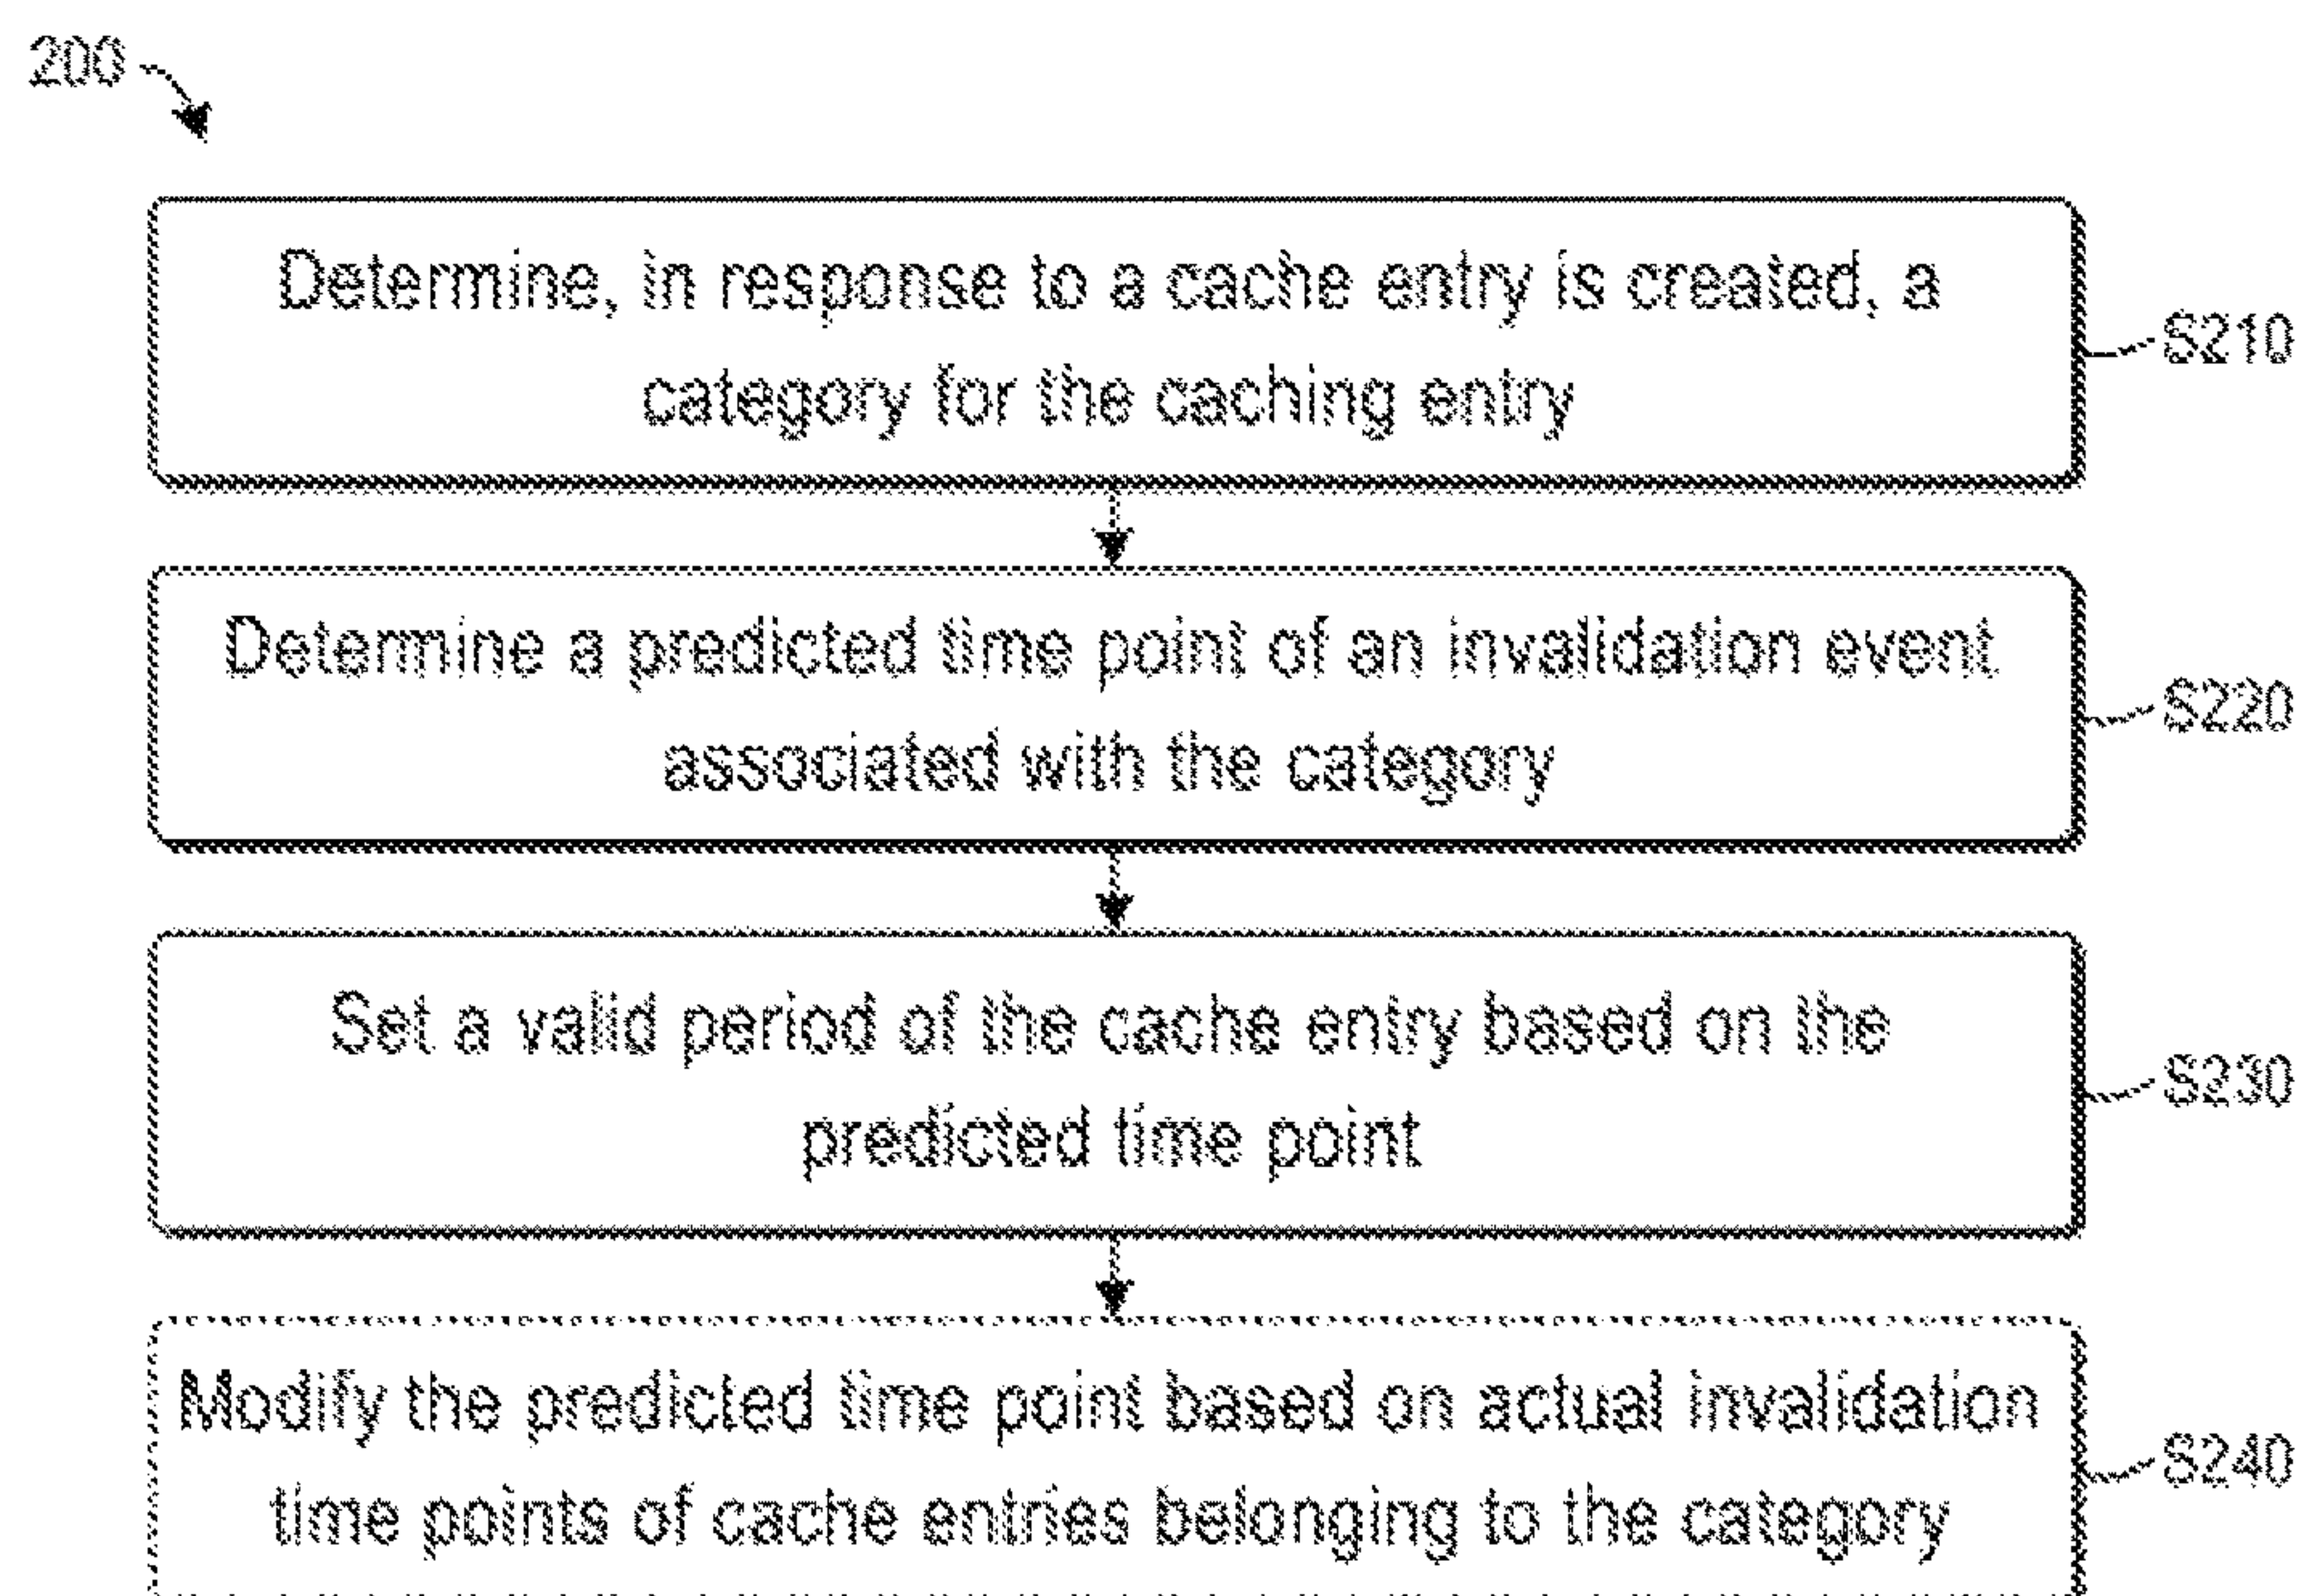 200
Determine, in response to a cache entry is created, a
category for the caching entry
S210
Determine a predicted time point of an invalidation event
associated with the category
S220
Set a valid period of the cache entry based on the
predicted time point
S230
Modify the predicted time point based on actual invalidation
time points of cache entries belonging to the category
S240